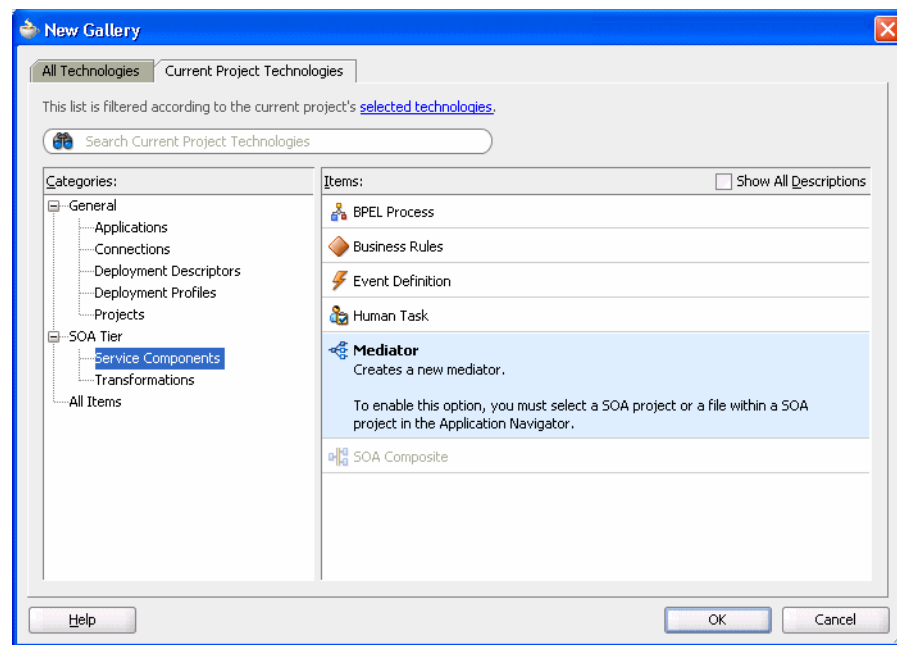 New Gallery
All Technologies
Current Project Technologies
This list is filtered according to the current project's selected technologies.
Search Current Project Technologies
Categories:
General
Applications
Connections
Deployment Descriptors
Deployment Profiles
Projects
SOA Tier
Service Components
Transformations
All Items
Items:
Show All Descriptions
BPEL Process
Business Rules
Event Definition
Human Task
Mediator
Creates a new mediator.
To enable this option, you must select a SOA project or a file within a SOA
project in the Application Navigator.
SOA Composite
Help
OK
Cancel